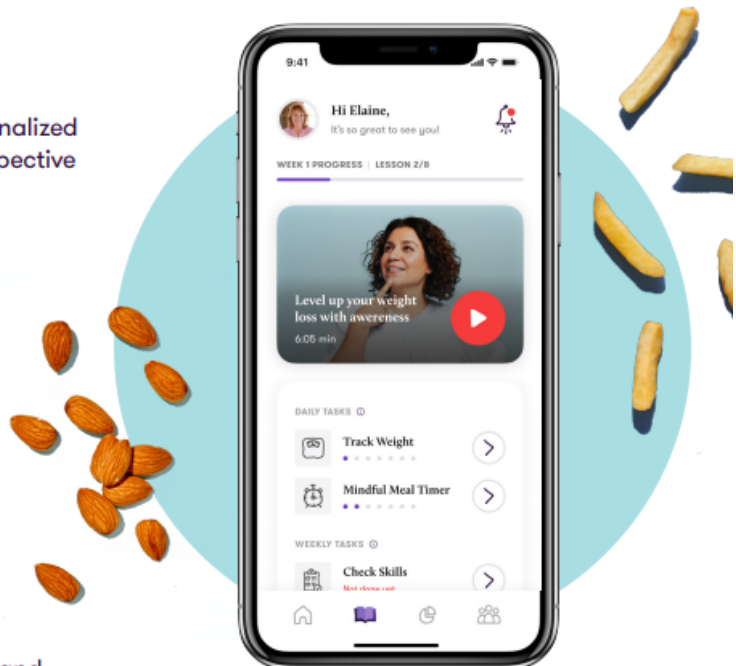 nalized
pective
9:41
Hi Elaine,
It's so great to see you!
WEEK 1 PROGRESS | LESSON 2/8
Level up your weight
loss with awereness
6:05 min
DAILY TASKS
Track Weight
Mindful Meal Timer
WEEKLY TASKS
Check Skills
Not done yet
and